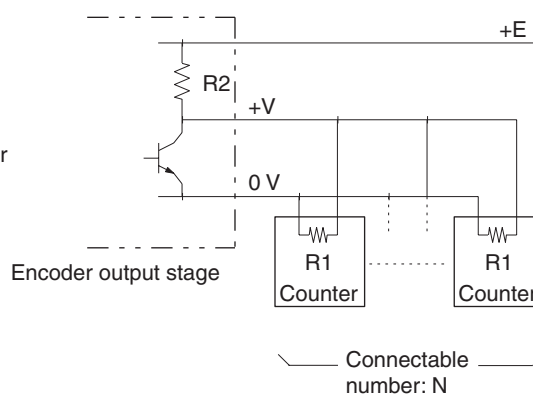 +E
R2
+V
r
0 V
Encoder output stage
R1
R1
Counter
Counter
Connectable
number: N